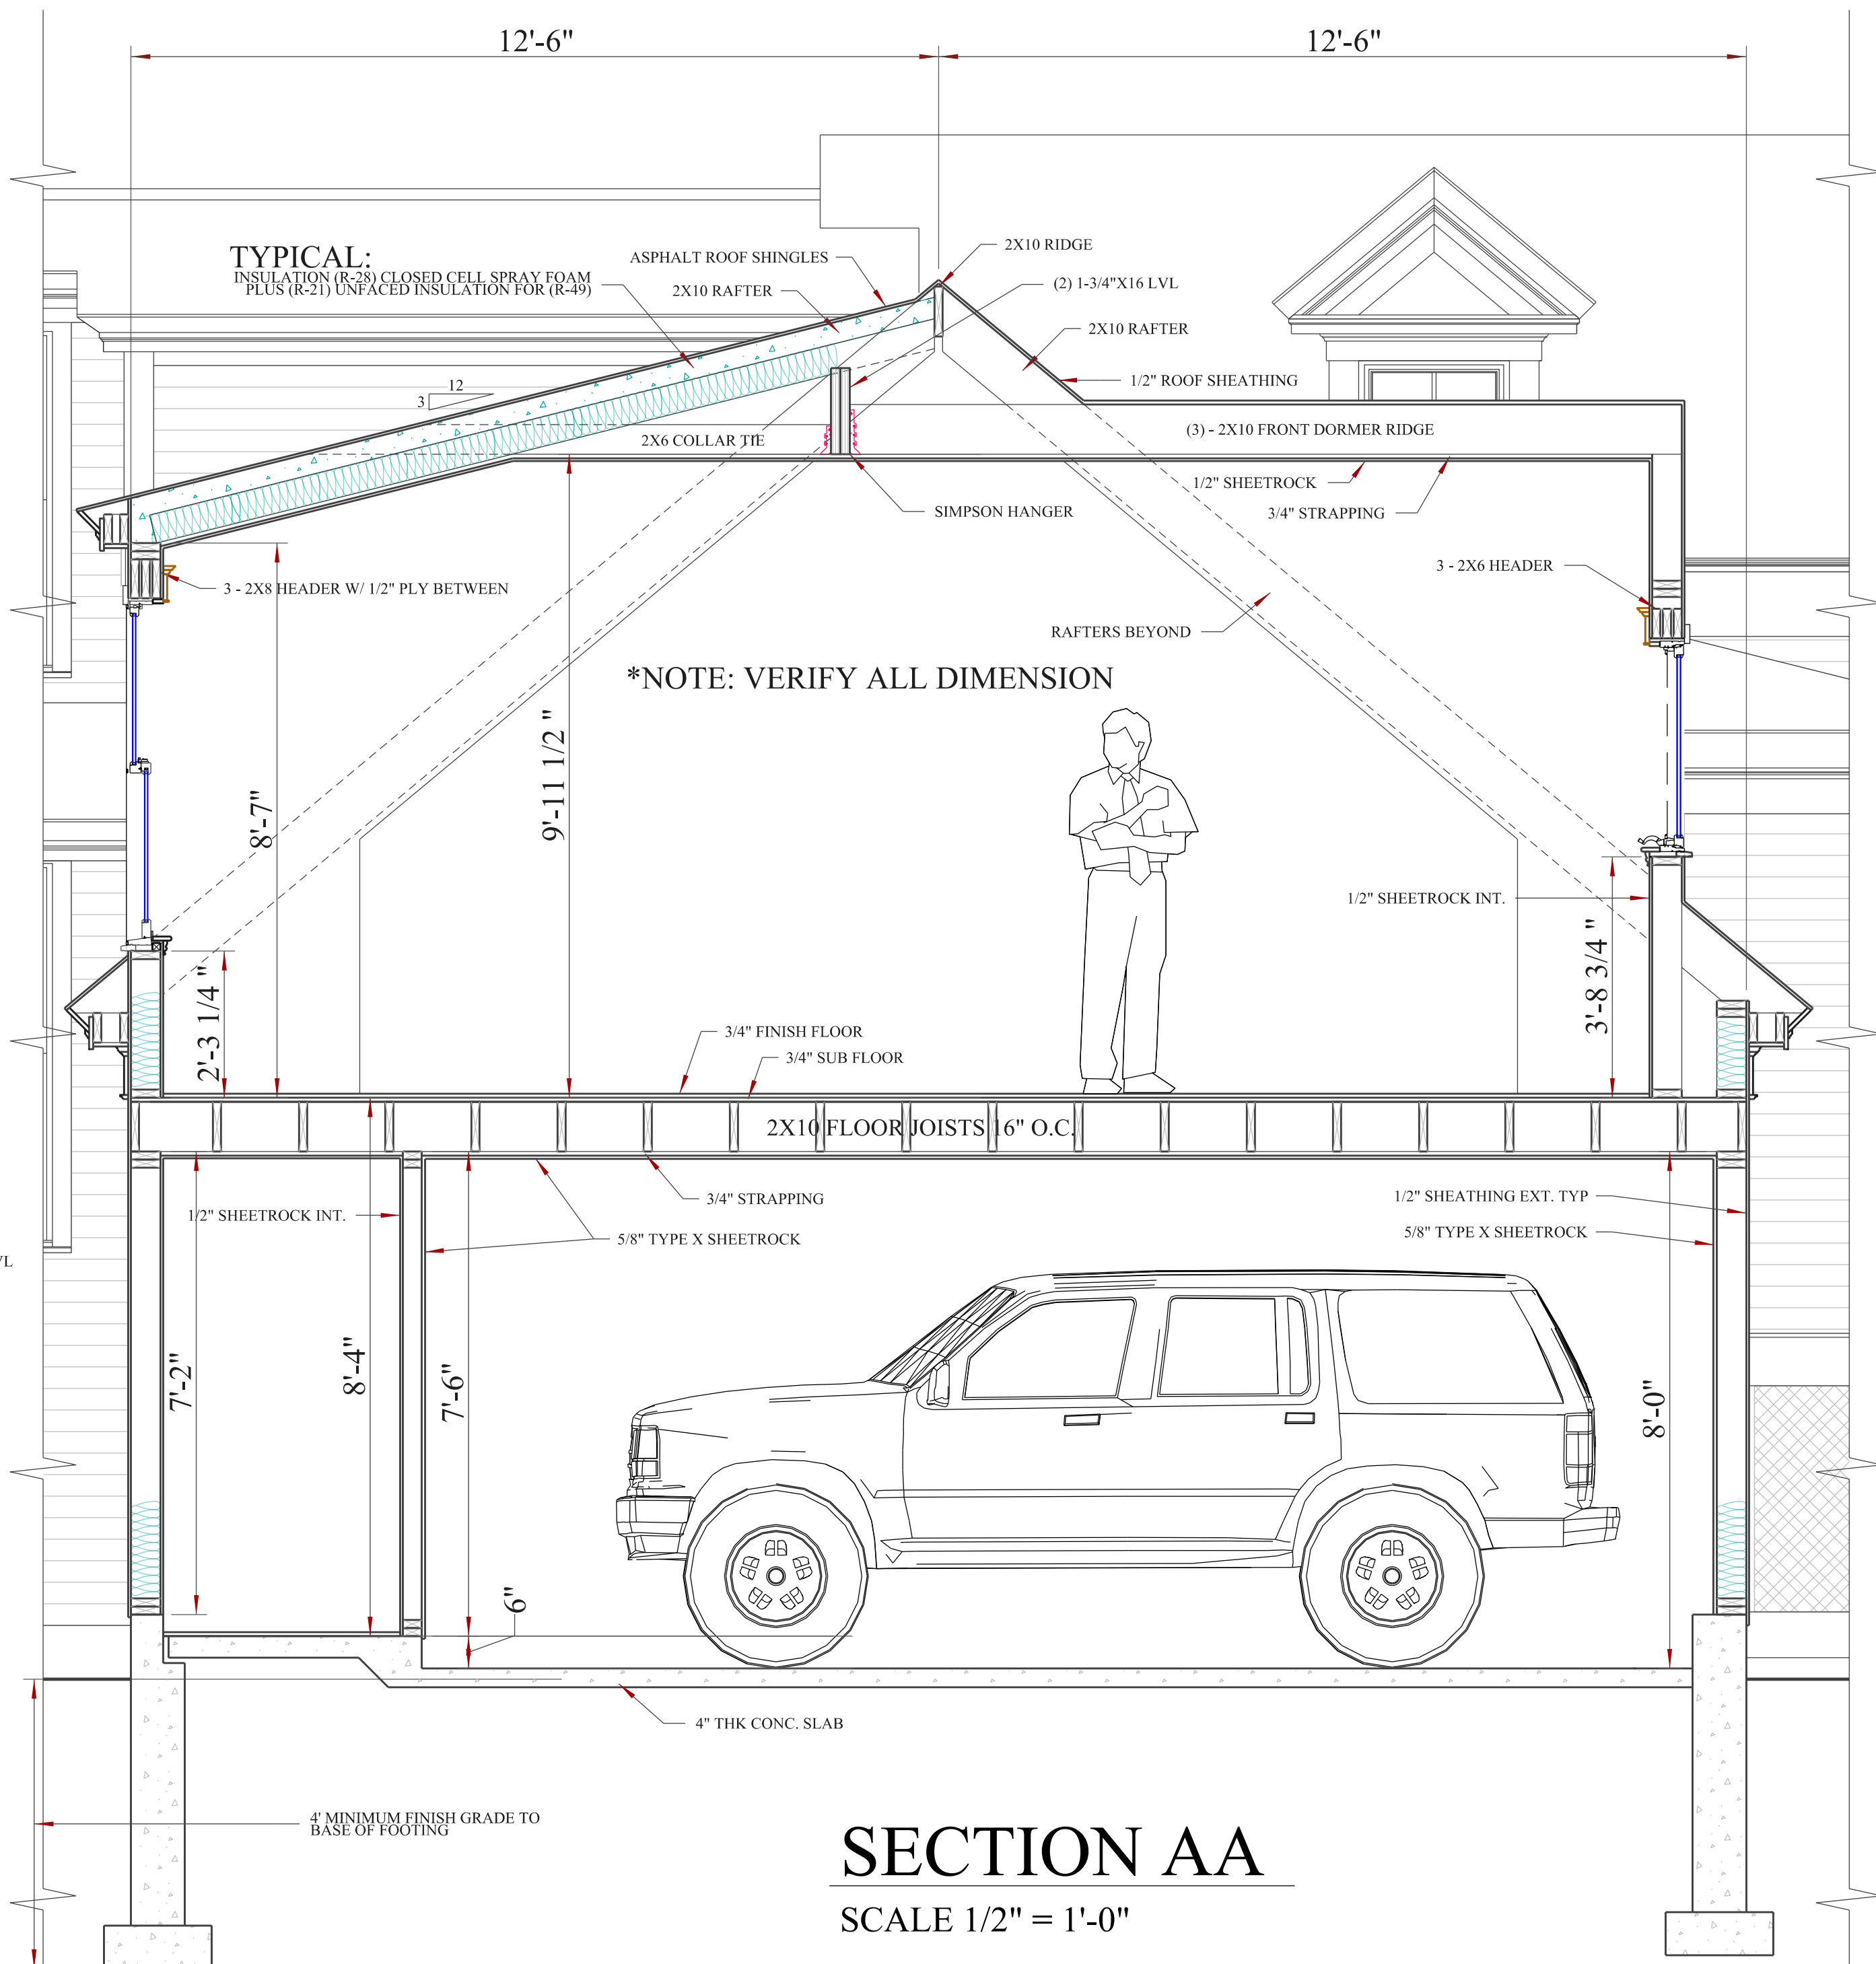 12'-6"
12'-6"
TYPICAL:
INSULATION (R-28) CLOSED CELL SPRAY FOAM
PLUS (R-21) UNFACED INSULATION FOR (R-49)
ASPHALT ROOF SHINGLES
2X10 RAFTER
2X10 RIDGE
(2) 1-3/4"X16 LVL
2X10 RAFTER
1/2" ROOF SHEATHING
12
3
2X6 COLLAR TIE
(3) - 2X10 FRONT DORMER RIDGE
1/2" SHEETROCK
3/4" STRAPPING
SIMPSON HANGER
3 - 2X8 HEADER W/ 1/2" PLY BETWEEN
3 - 2X6 HEADER
RAFTERS BEYOND
*NOTE: VERIFY ALL DIMENSION
8'-7"
9'-11 1/2 "
1/2" SHEETROCK INT.
2'-3 1/4 "
3'-8 3/4 "
3/4" FINISH FLOOR
3/4" SUB FLOOR
2X10 FLOOR JOISTS 16" O.C.
3/4" STRAPPING
1/2" SHEETROCK INT.
5/8" TYPE X SHEETROCK
1/2" SHEATHING EXT. TYP
5/8" TYPE X SHEETROCK
7'-2"
8'-4"
7'-6"
8'-0"
6"
4" THK CONC. SLAB
4' MINIMUM FINISH GRADE TO
BASE OF FOOTING
SECTION AA
SCALE 1/2" = 1'-0"